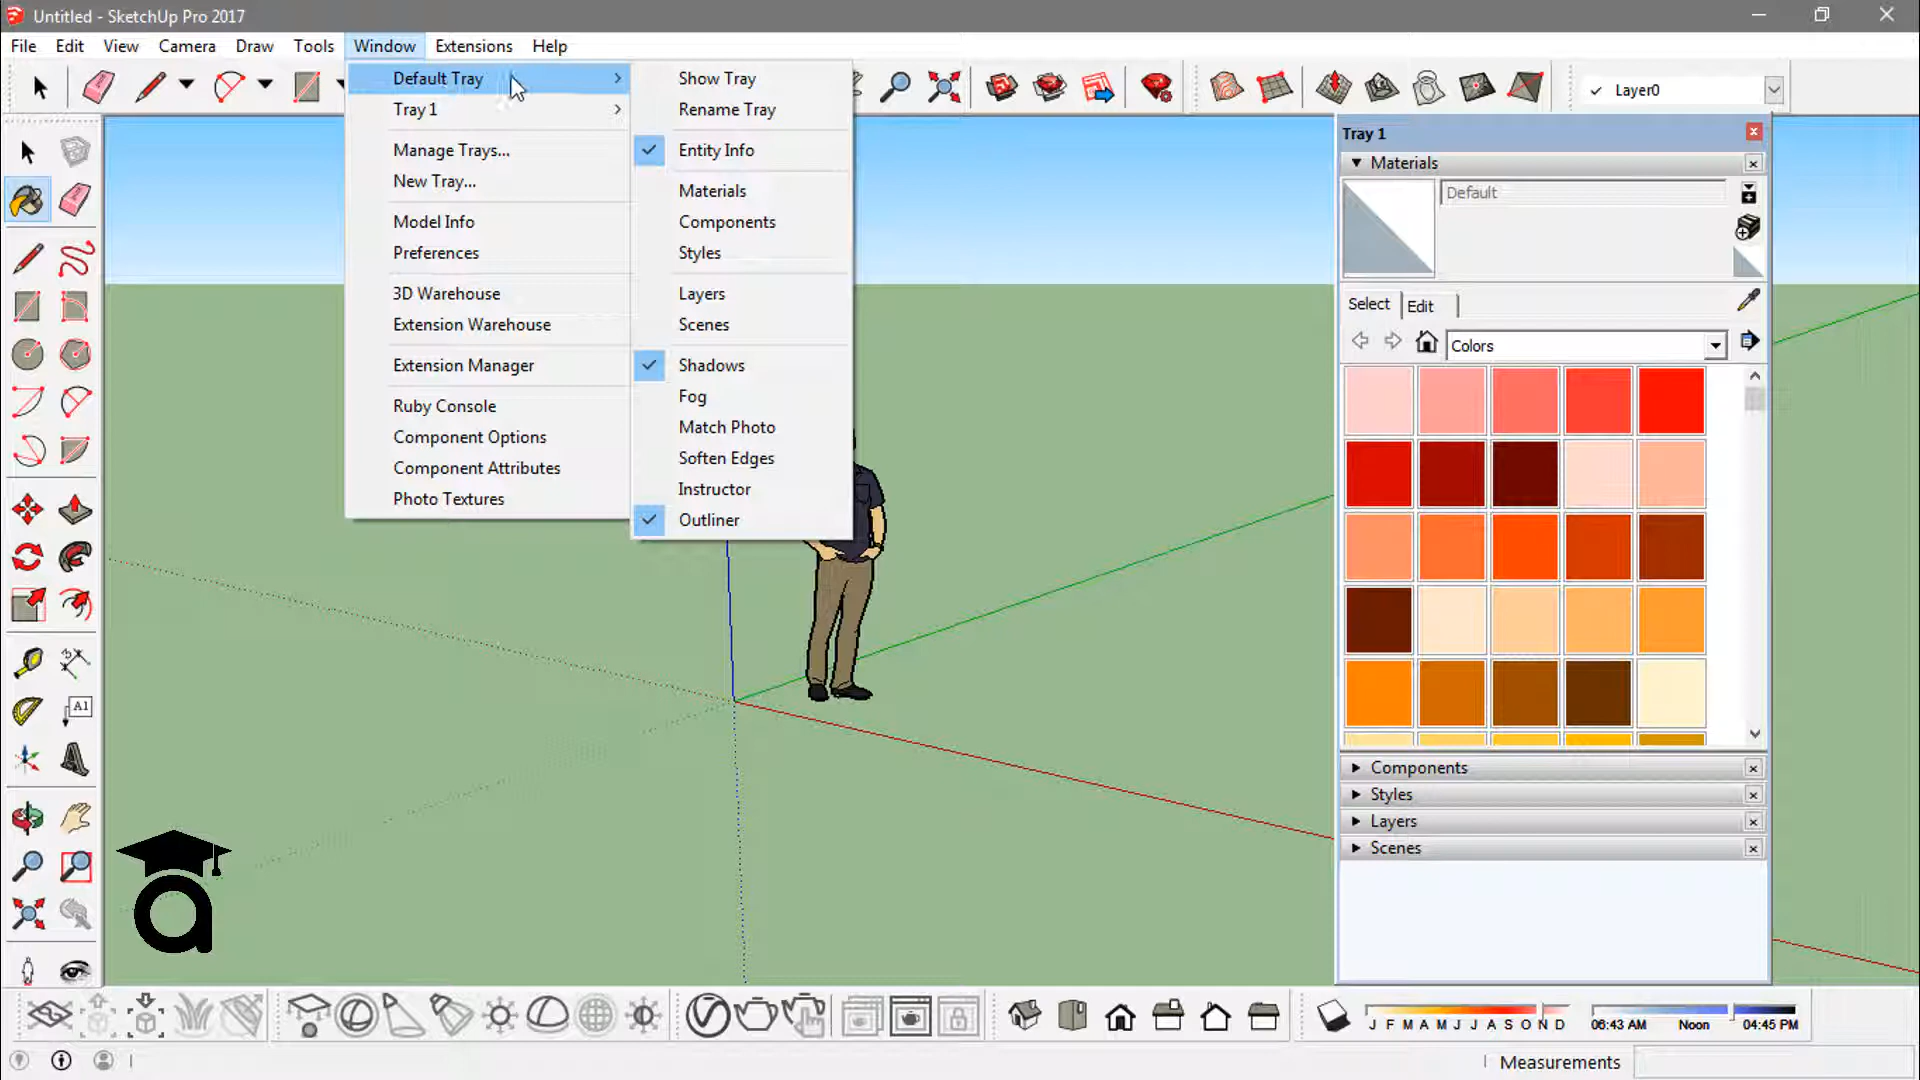 Untitled - SketchUp Pro 2017
File Edit View Camera Draw Tools Window Extensions Help
Default Tray
Tray 1
Manage Trays...
New Tray...
Model Info
Preferences
3D Warehouse
Extension Warehouse
Extension Manager
Ruby Console
Component Options
Component Attributes
Photo Textures
Show Tray
Rename Tray
Entity Info
Materials
Components
Styles
Layers
Scenes
Shadows
Fog
Match Photo
Soften Edges
Instructor
Outliner
Layer0
Tray 1
Materials
Default
Select Edit
Colors
Components
Styles
Layers
Scenes
A1
J F M A M J J A S O N D
06:43 AM Noon 04:45 PM
Measurements